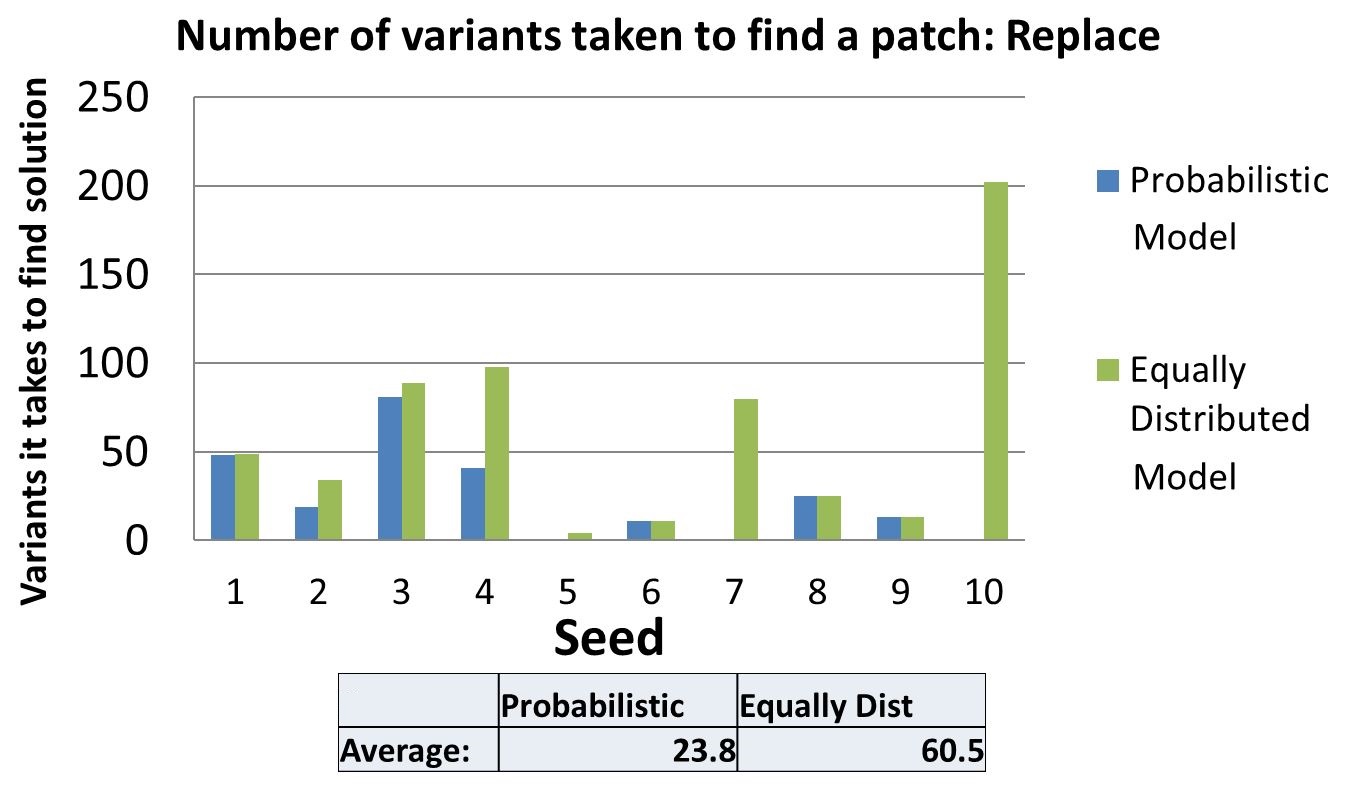 Number of variants taken to find a patch: Replace
Variants it takes to find solution
250
200
150
100
50
0
1 2 3 4 5 6 7 8 9 10
Seed
Probabilistic
Model
Equally
Distributed
Model
Probabilistic Equally Dist
Average: 23.8 60.5